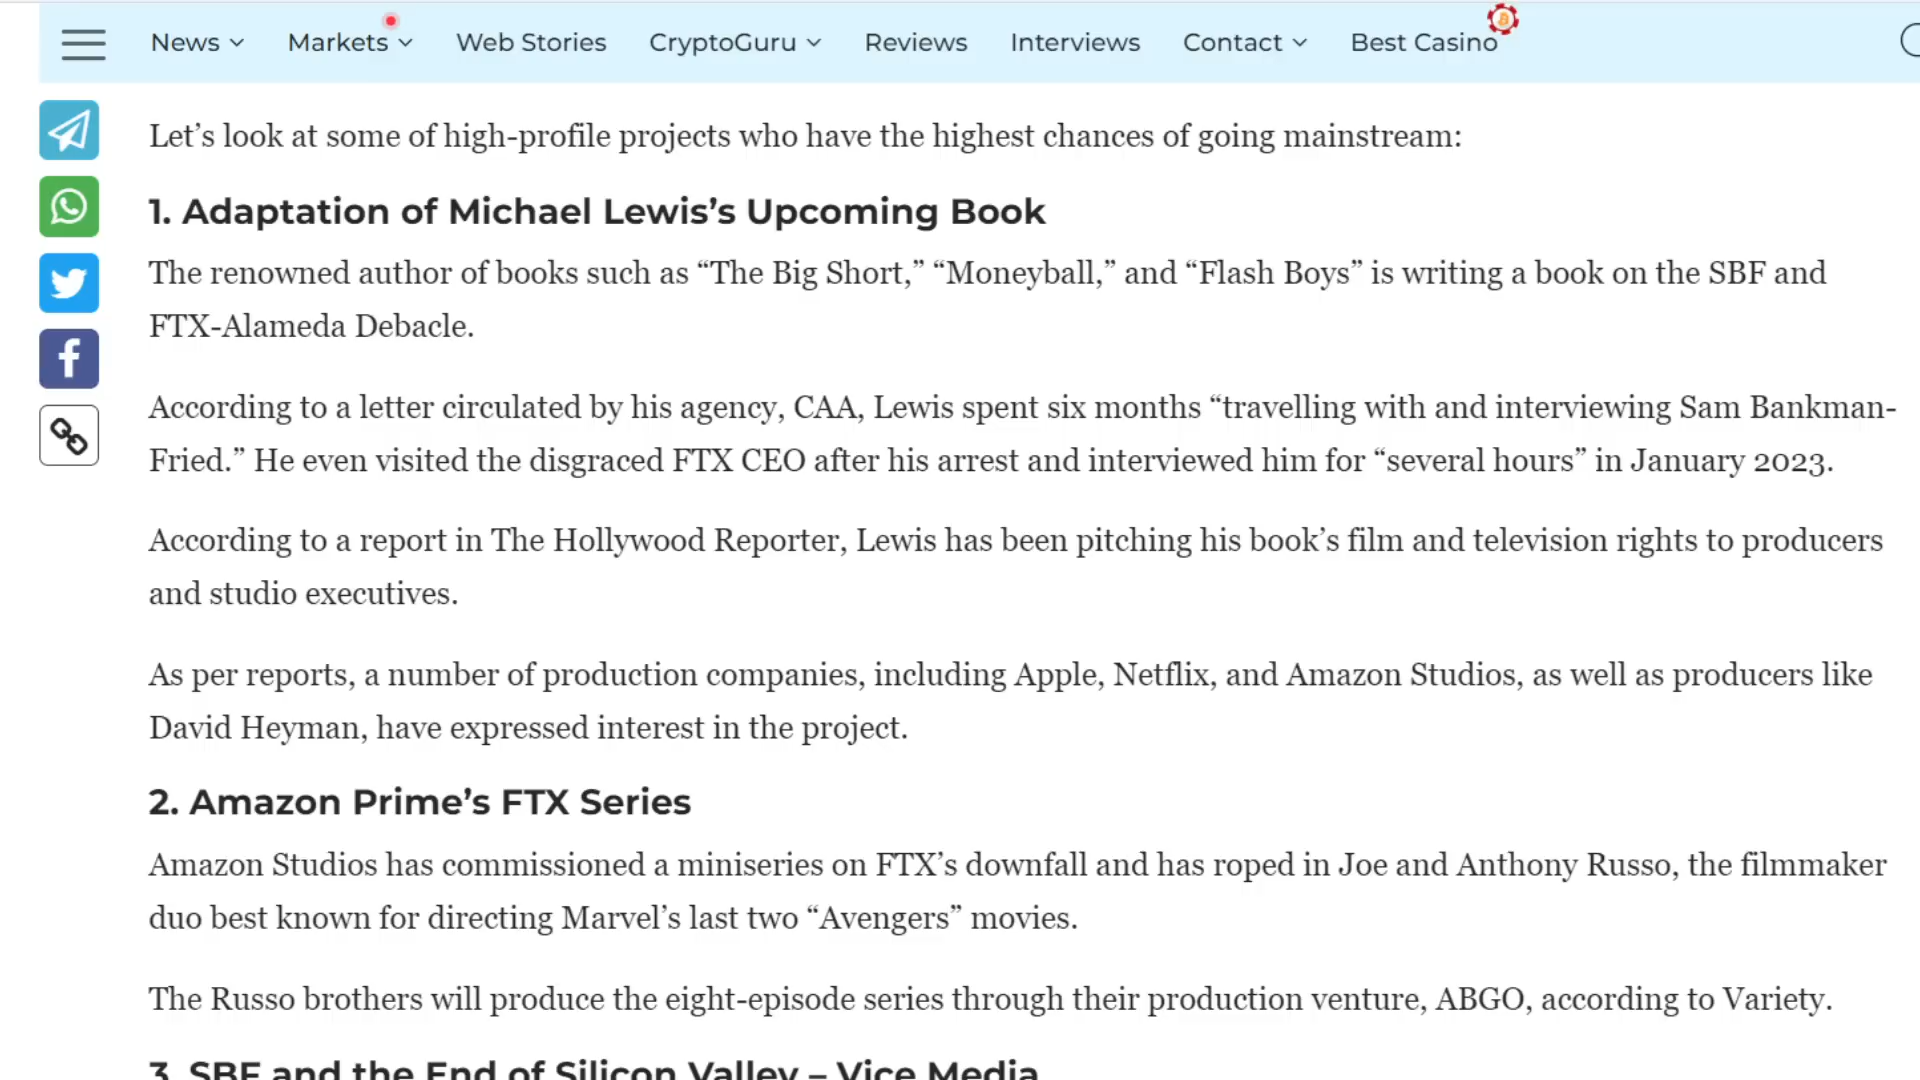 News Markets Web Stories CryptoGuru Reviews Interviews Contact Best Casino
Let’s look at some of high-profile projects who have the highest chances of going mainstream:
1. Adaptation of Michael Lewis’s Upcoming Book
The renowned author of books such as “The Big Short,” “Moneyball,” and “Flash Boys” is writing a book on the SBF and
FTX-Alameda Debacle.
According to a letter circulated by his agency, CAA, Lewis spent six months “travelling with and interviewing Sam Bankman-
Fried.” He even visited the disgraced FTX CEO after his arrest and interviewed him for “several hours” in January 2023.
According to a report in The Hollywood Reporter, Lewis has been pitching his book’s film and television rights to producers
and studio executives.
As per reports, a number of production companies, including Apple, Netflix, and Amazon Studios, as well as producers like
David Heyman, have expressed interest in the project.
2. Amazon Prime’s FTX Series
Amazon Studios has commissioned a miniseries on FTX’s downfall and has roped in Joe and Anthony Russo, the filmmaker
duo best known for directing Marvel’s last two “Avengers” movies.
The Russo brothers will produce the eight-episode series through their production venture, ABGO, according to Variety.
3. SBF and the End of Silicon Valley – Vice Media